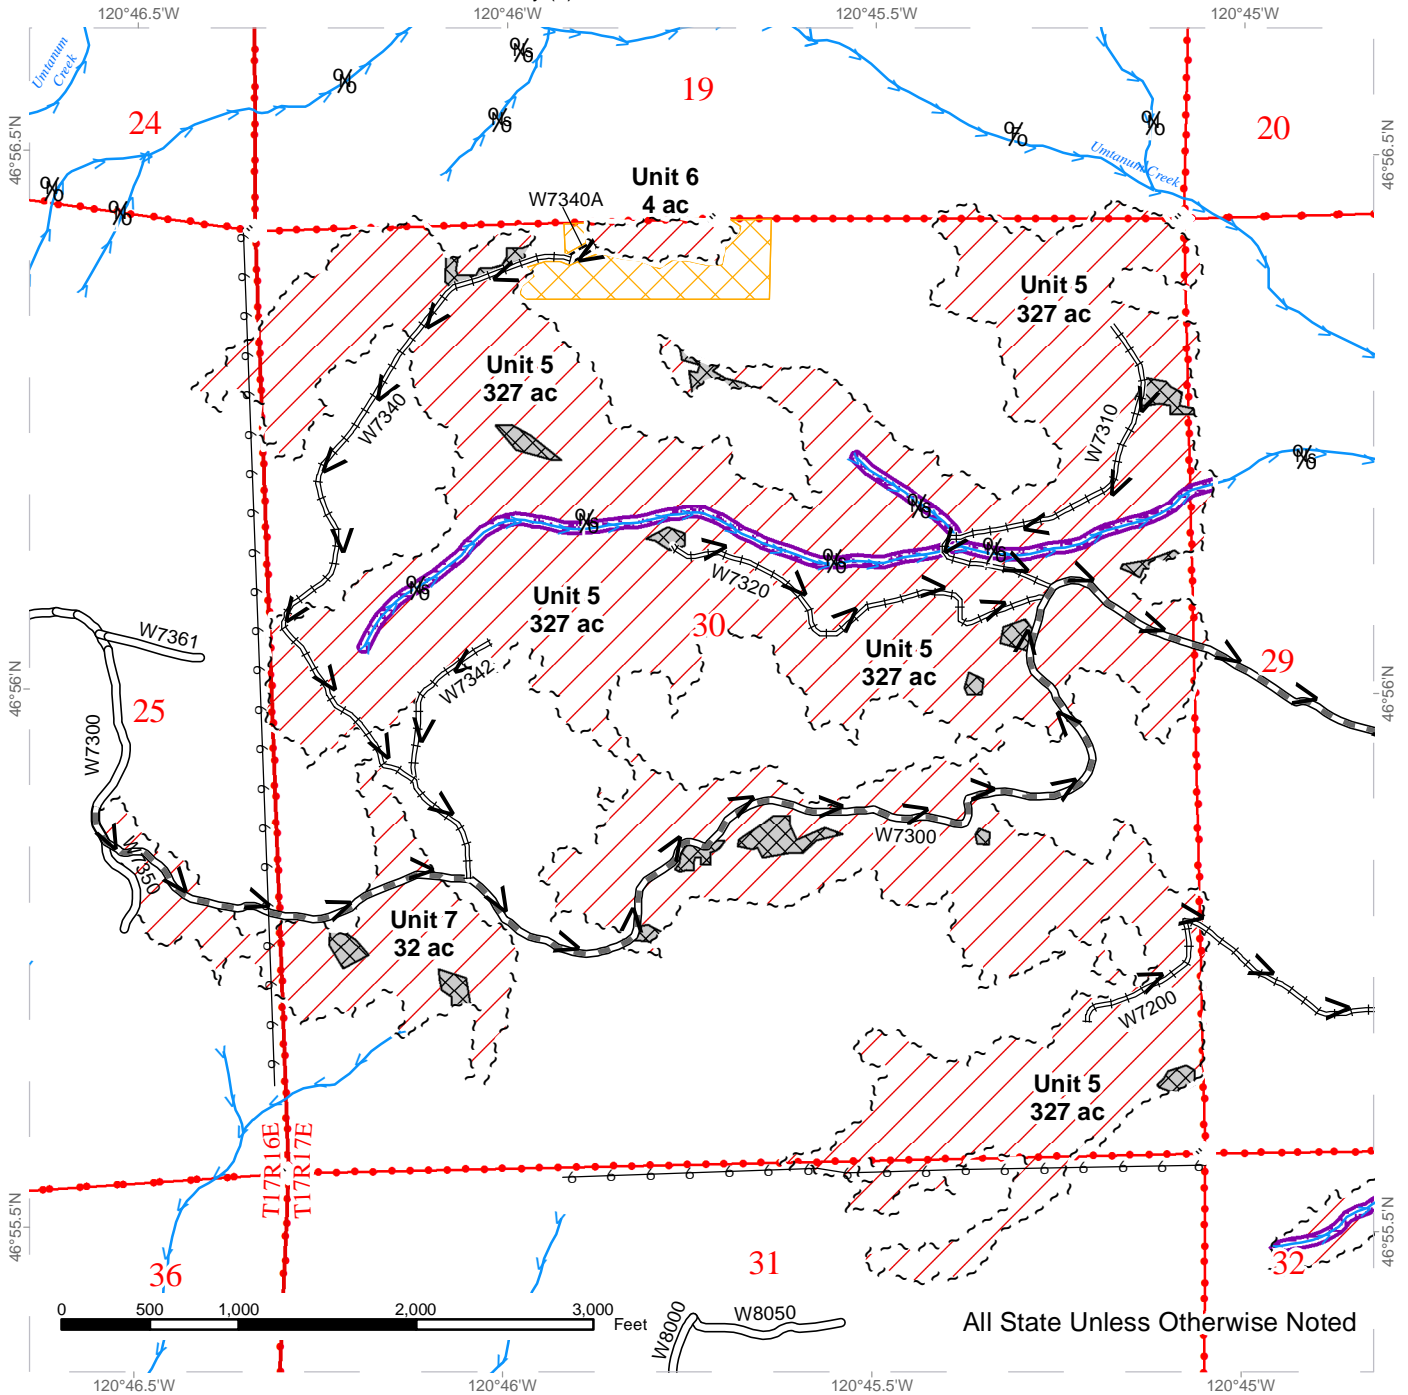 120°46.5'W
120°46'W
120°45.5'W
120°45'W
Umtanum
Creek
24
19
20
46°56.5'N
46°56.5'N
Umtanum Creek
Unit 6
4 ac
W7340A
Unit 5
327 ac
Unit 5
327 ac
W7340
W7310
W7320
Unit 5
327 ac
30
Unit 5
327 ac
W7361
W7342
29
46°56'N
46°56'N
25
W7300
W7300
W7350
Unit 7
32 ac
W7200
Unit 5
327 ac
T17R16E
T17R17E
46°55.5'N
46°55.5'N
36
31
32
0 500 1,000 2,000 3,000
Feet
W8000
W8050
All State Unless Otherwise Noted
120°46.5'W
120°46'W
120°45.5'W
120°45'W